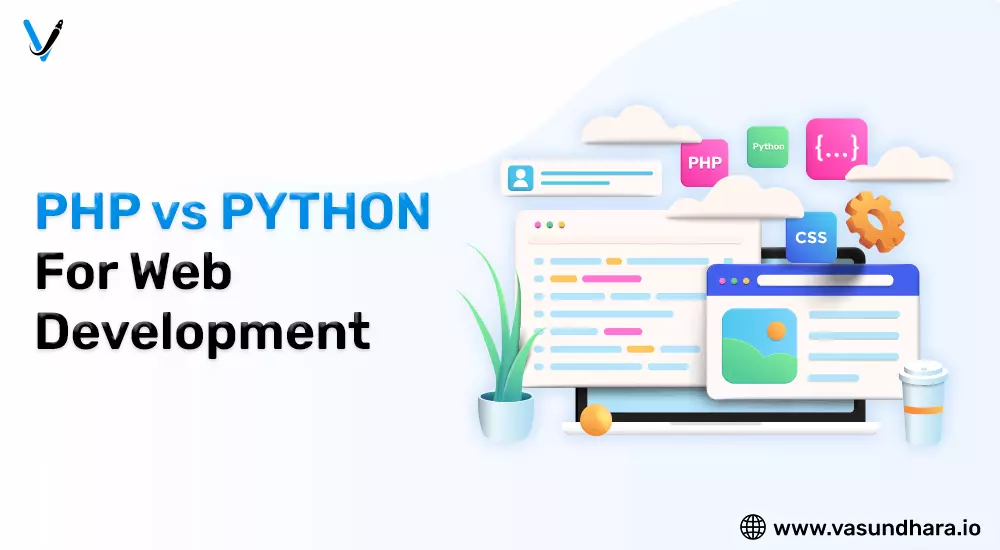 PHP vs PYTHON
For Web
Development
PHP
Python
{...}
CSS
www.vasundhara.io